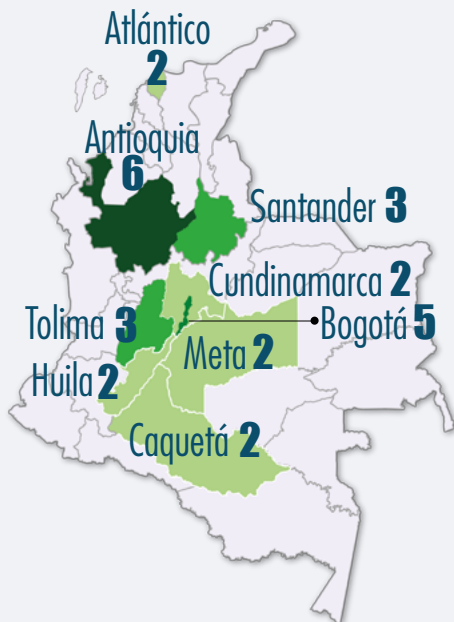 Atlántico
2
Antioquia
6
Santander 3
Cundinamarca 2
Tolima 3
Bogotá 5
Meta 2
Huila 2
Caquetá 2